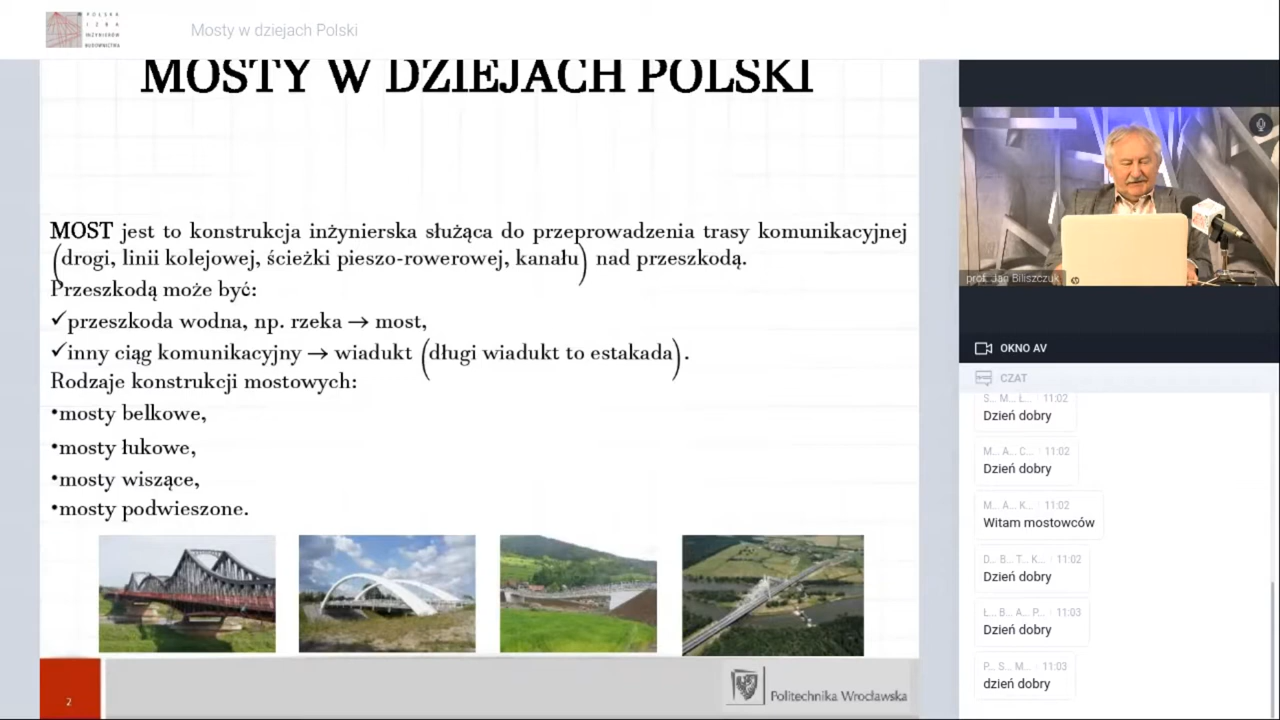 POLSKA
IZBA
INŻYNIERÓW
BUDOWNICTWA
Mosty w dziejach Polski
MOSTY W DZIEJACH POLSKI
MOST jest to konstrukcja inżynierska służąca do przeprowadzenia trasy komunikacyjnej
(drogi, linii kolejowej, ścieżki pieszo-rowerowej, kanału) nad przeszkodą.
Przeszkodą może być:
✓przeszkoda wodna, np. rzeka → most,
✓inny ciąg komunikacyjny → wiadukt (długi wiadukt to estakada).
Rodzaje konstrukcji mostowych:
•mosty belkowe,
•mosty łukowe,
•mosty wiszące,
•mosty podwieszone.
2
Politechnika Wrocławska
prof. Jan Biliszczuk
OKNO AV
CZAT
S... M... Ł... 11:02
Dzień dobry
M... A... C... 11:02
Dzień dobry
M... A... K... 11:02
Witam mostowców
D... B... T... K... 11:02
Dzień dobry
Ł... B... A... P... 11:03
Dzień dobry
P... S... M... 11:03
dzień dobry